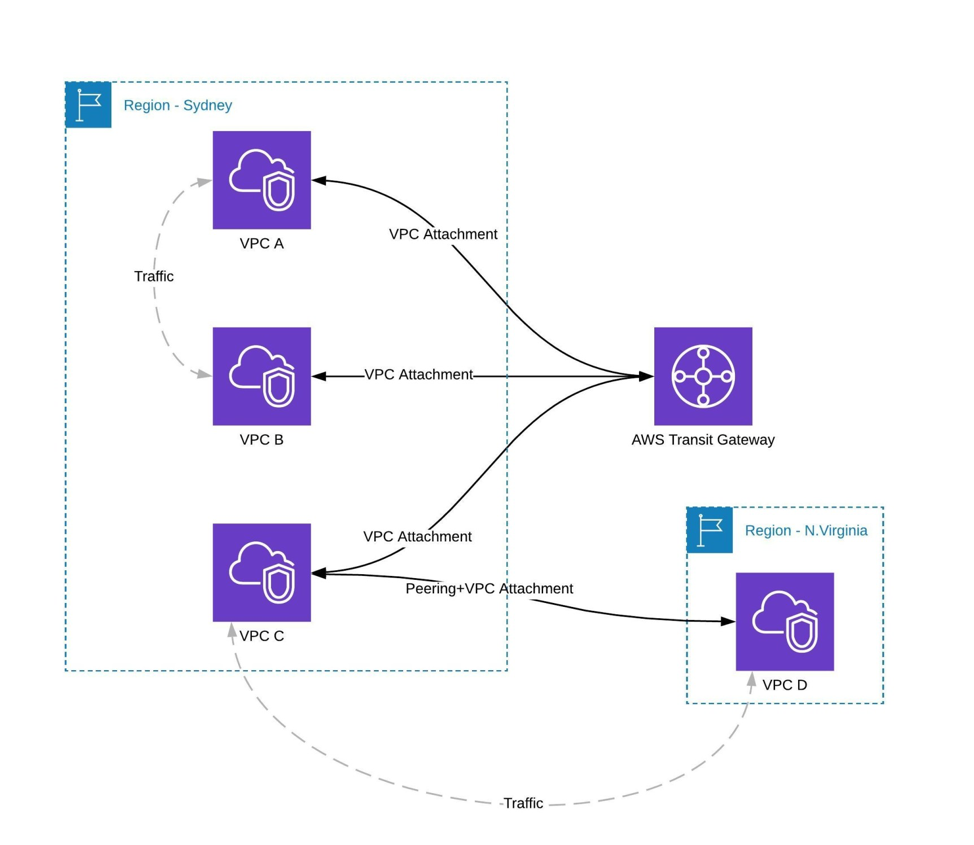 Region - Sydney
VPC A
VPC Attachment
Traffic
VPC Attachment
VPC B
AWS Transit Gateway
VPC Attachment
Region - N.Virginia
Peering+VPC Attachment
VPC C
VPC D
Traffic